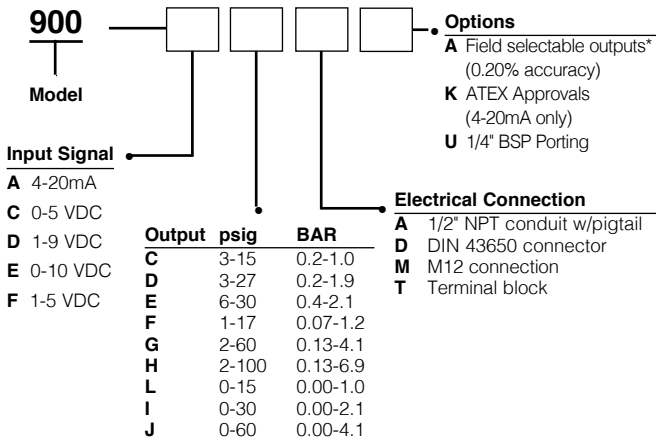 900
Model
Options
A Field selectable outputs*
(0.20% accuracy)
K ATEX Approvals
(4-20mA only)
U 1/4" BSP Porting
Input Signal
A 4-20mA
C 0-5 VDC
D 1-9 VDC
E 0-10 VDC
F 1-5 VDC
Output psig BAR
C 3-15 0.2-1.0
D 3-27 0.2-1.9
E 6-30 0.4-2.1
F 1-17 0.07-1.2
G 2-60 0.13-4.1
H 2-100 0.13-6.9
L 0-15 0.00-1.0
I 0-30 0.00-2.1
J 0-60 0.00-4.1
Electrical Connection
A 1/2" NPT conduit w/pigtail
D DIN 43650 connector
M M12 connection
T Terminal block